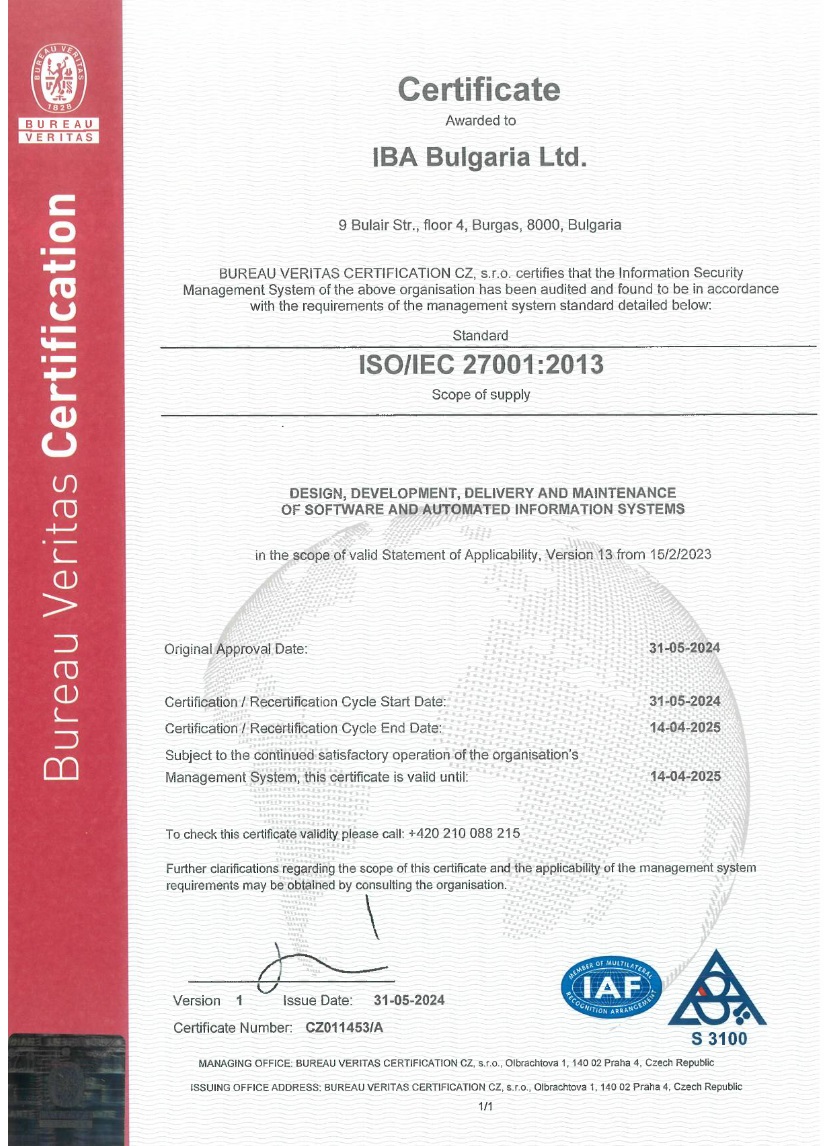 BUREAU VERITAS
1828
BUREAU
VERITAS
Bureau Veritas Certification
Certificate
Awarded to
IBA Bulgaria Ltd.
9 Bulair Str., floor 4, Burgas, 8000, Bulgaria
BUREAU VERITAS CERTIFICATION CZ, s.r.o. certifies that the Information Security
Management System of the above organisation has been audited and found to be in accordance
with the requirements of the management system standard detailed below:
Standard
ISO/IEC 27001:2013
Scope of supply
DESIGN, DEVELOPMENT, DELIVERY AND MAINTENANCE
OF SOFTWARE AND AUTOMATED INFORMATION SYSTEMS
in the scope of valid Statement of Applicability, Version 13 from 15/2/2023
Original Approval Date: 31-05-2024
Certification / Recertification Cycle Start Date: 31-05-2024
Certification / Recertification Cycle End Date: 14-04-2025
Subject to the continued satisfactory operation of the organisation's
Management System, this certificate is valid until: 14-04-2025
To check this certificate validity please call: +420 210 088 215
Further clarifications regarding the scope of this certificate and the applicability of the management system
requirements may be obtained by consulting the organisation.
Version 1 Issue Date: 31-05-2024
Certificate Number: CZ011453/A
MEMBER OF MULTILATERAL
IAF
RECOGNITION ARRANGEMENT
S 3100
MANAGING OFFICE: BUREAU VERITAS CERTIFICATION CZ, s.r.o., Olbrachtova 1, 140 02 Praha 4, Czech Republic
ISSUING OFFICE ADDRESS: BUREAU VERITAS CERTIFICATION CZ, s.r.o., Olbrachtova 1, 140 02 Praha 4, Czech Republic
1/1